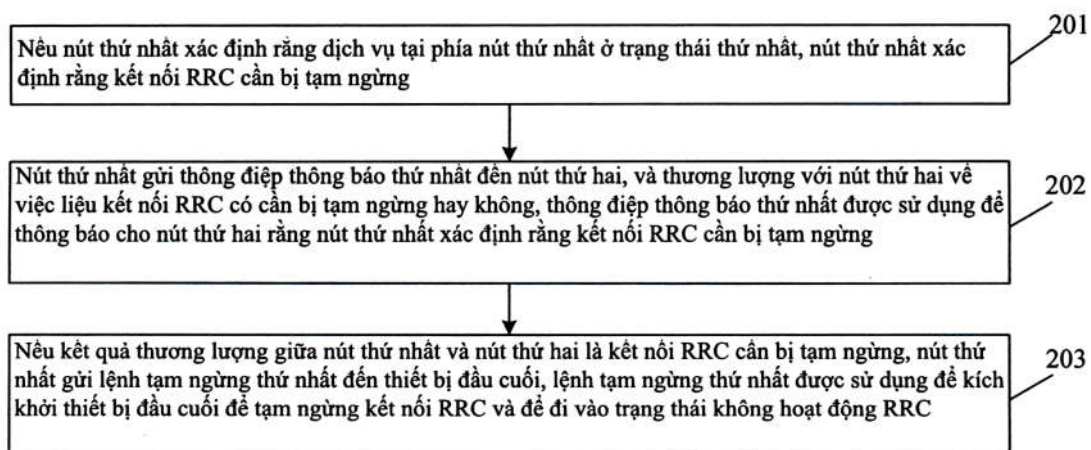 201
Nếu nút thứ nhất xác định rằng dịch vụ tại phía nút thứ nhất ở trạng thái thứ nhất, nút thứ nhất xác
định rằng kết nối RRC cần bị tạm ngừng
202
Nút thứ nhất gửi thông điệp thông báo thứ nhất đến nút thứ hai, và thương lượng với nút thứ hai về
việc liệu kết nối RRC có cần bị tạm ngừng hay không, thông điệp thông báo thứ nhất được sử dụng để
thông báo cho nút thứ hai rằng nút thứ nhất xác định rằng kết nối RRC cần bị tạm ngừng
203
Nếu kết quả thương lượng giữa nút thứ nhất và nút thứ hai là kết nối RRC cần bị tạm ngừng, nút thứ
nhất gửi lệnh tạm ngừng thứ nhất đến thiết bị đầu cuối, lệnh tạm ngừng thứ nhất được sử dụng để kích
khởi thiết bị đầu cuối để tạm ngừng kết nối RRC và để đi vào trạng thái không hoạt động RRC